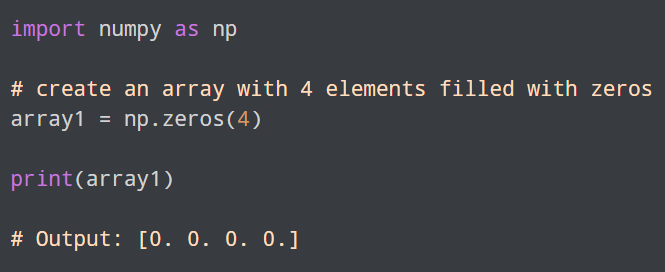 import numpy as np
# create an array with 4 elements filled with zeros
array1 = np.zeros(4)
print(array1)
# Output: [0. 0. 0. 0.]